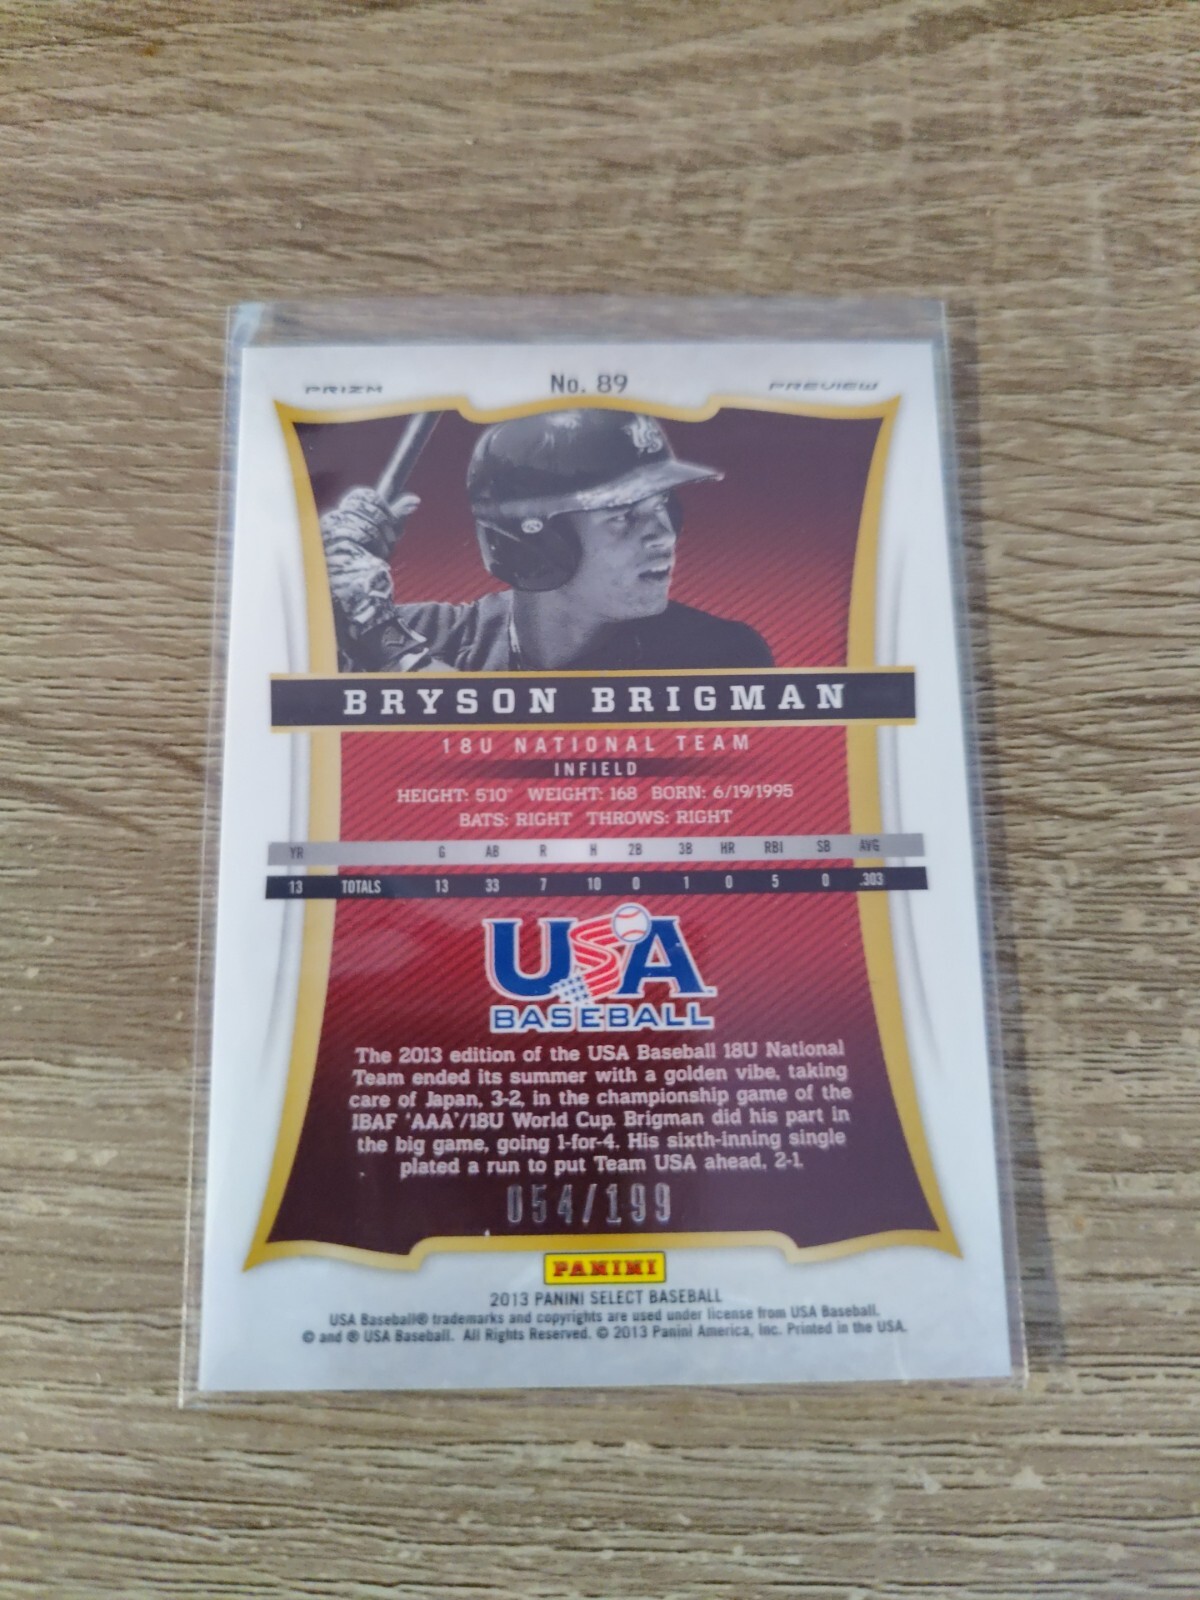 PRIZM No. 89 PREVIEW
US
BRYSON BRIGMAN
18U NATIONAL TEAM
INFIELD
HEIGHT: 5'10" WEIGHT: 168 BORN: 6/19/1995
BATS: RIGHT THROWS: RIGHT
YR G AB R H 2B 3B HR RBI SB AVG
13 TOTALS 13 33 7 10 0 1 0 5 0 .303
USA
BASEBALL
The 2013 edition of the USA Baseball 18U National
Team ended its summer with a golden vibe, taking
care of Japan, 3-2, in the championship game of the
IBAF 'AAA'/18U World Cup. Brigman did his part in
the big game, going 1-for-4. His sixth-inning single
plated a run to put Team USA ahead, 2-1.
054/199
PANINI
2013 PANINI SELECT BASEBALL
USA Baseball® trademarks and copyrights are used under license from USA Baseball.
© and ® USA Baseball. All Rights Reserved. © 2013 Panini America, Inc. Printed in the USA.